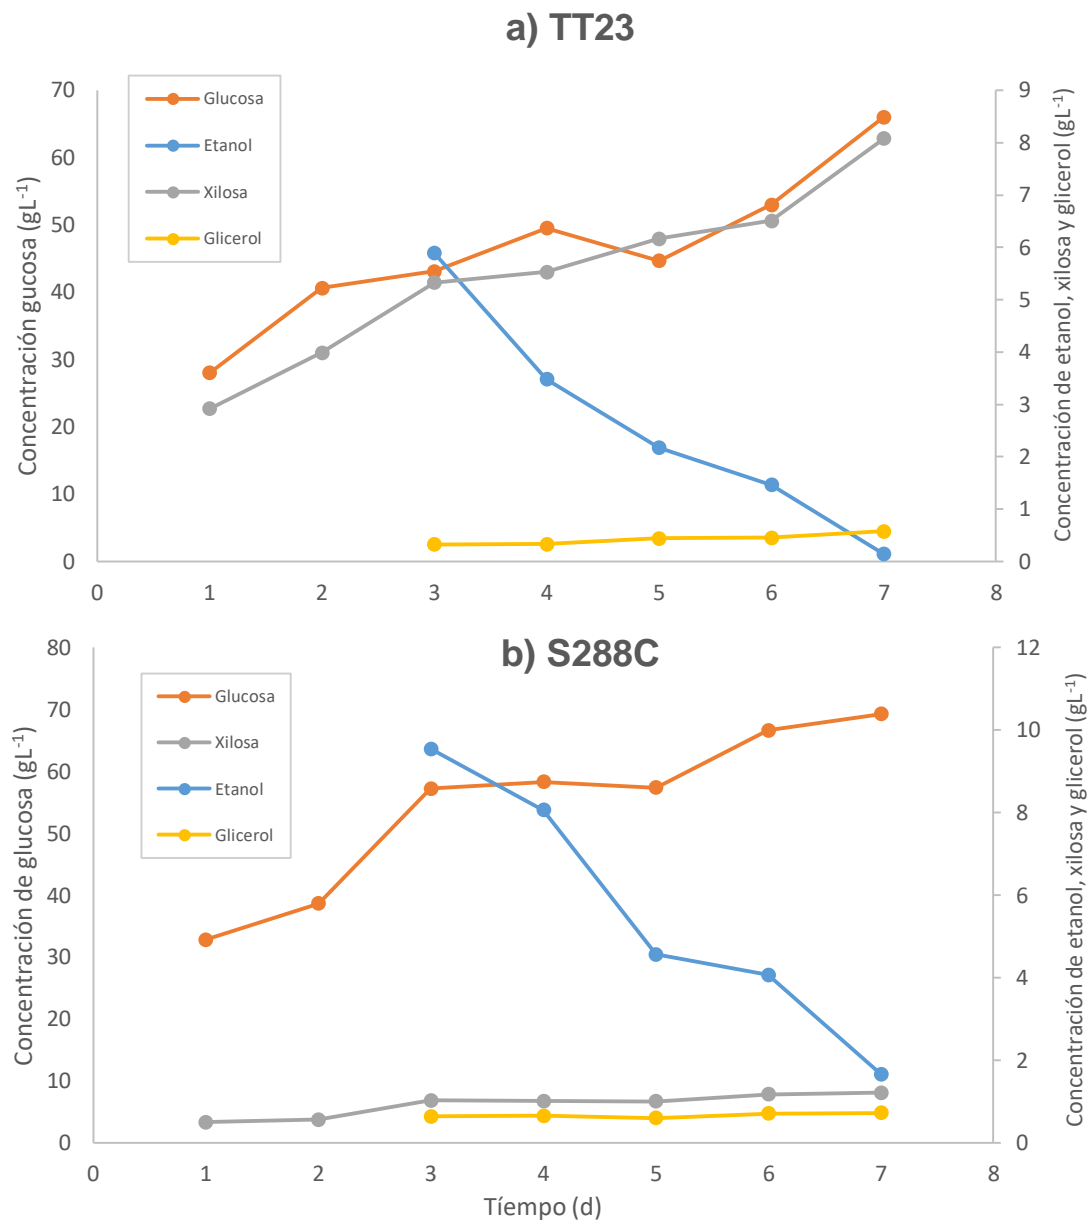 a) TT23
Concentración gucosa (gL-1)
70
60
50
40
30
20
10
0
Glucosa
Etanol
Xilosa
Glicerol
9
8
7
6
5
4
3
2
1
0
Concentración de etanol, xilosa y glicerol (gL-1)
0 1 2 3 4 5 6 7 8
b) S288C
Concentración de glucosa (gL-1)
80
70
60
50
40
30
20
10
0
Glucosa
Xilosa
Etanol
Glicerol
12
10
8
6
4
2
0
Concentración de etanol, xilosa y glicerol (gL-1)
0 1 2 3 4 5 6 7 8
Tíempo (d)